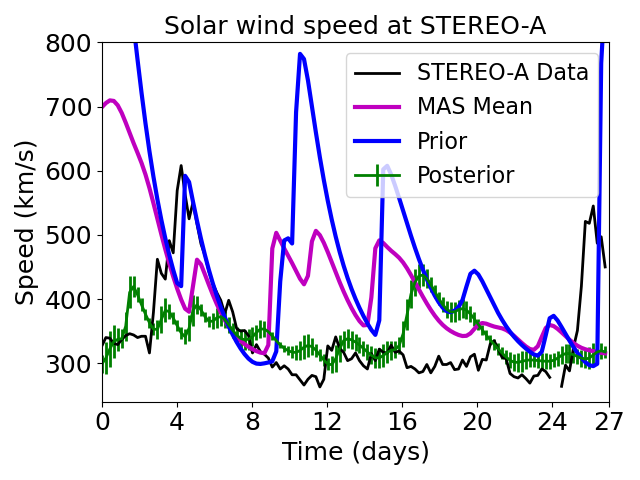 Solar wind speed at STEREO-A
800
700
600
500
400
300
Speed (km/s)
STEREO-A Data
MAS Mean
Prior
Posterior
0 4 8 12 16 20 24 27
Time (days)